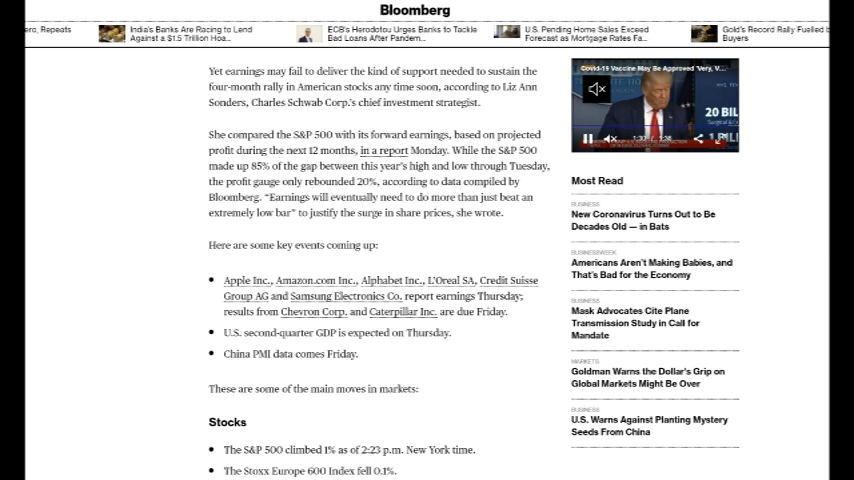 Bloomberg
ero, Repeats
India's Banks Are Racing to Lend
Against a $1.5 Trillion Hoa...
ECB's Herodotou Urges Banks to Tackle
Bad Loans After Pandem...
U.S. Pending Home Sales Exceed
Forecast as Mortgage Rates Fa...
Gold's Record Rally Fuelled b
Buyers
Yet earnings may fail to deliver the kind of support needed to sustain the
four-month rally in American stocks any time soon, according to Liz Ann
Sonders, Charles Schwab Corp.'s chief investment strategist.
She compared the S&P 500 with its forward earnings, based on projected
profit during the next 12 months, in a report Monday. While the S&P 500
made up 85% of the gap between this year's high and low through Tuesday,
the profit gauge only rebounded 20%, according to data compiled by
Bloomberg. “Earnings will eventually need to do more than just beat an
extremely low bar” to justify the surge in share prices, she wrote.
Here are some key events coming up:
• Apple Inc., Amazon.com Inc., Alphabet Inc., L'Oreal SA, Credit Suisse
Group AG and Samsung Electronics Co. report earnings Thursday;
results from Chevron Corp. and Caterpillar Inc. are due Friday.
• U.S. second-quarter GDP is expected on Thursday.
• China PMI data comes Friday.
These are some of the main moves in markets:
Stocks
• The S&P 500 climbed 1% as of 2:23 p.m. New York time.
• The Stoxx Europe 600 Index fell 0.1%.
Covid-19 Vaccine May Be Approved 'Very, V...
20 BIL
Most Read
BUSINESS
New Coronavirus Turns Out to Be
Decades Old — in Bats
BUSINESSWEEK
Americans Aren't Making Babies, and
That's Bad for the Economy
BUSINESS
Mask Advocates Cite Plane
Transmission Study in Call for
Mandate
MARKETS
Goldman Warns the Dollar's Grip on
Global Markets Might Be Over
BUSINESS
U.S. Warns Against Planting Mystery
Seeds From China